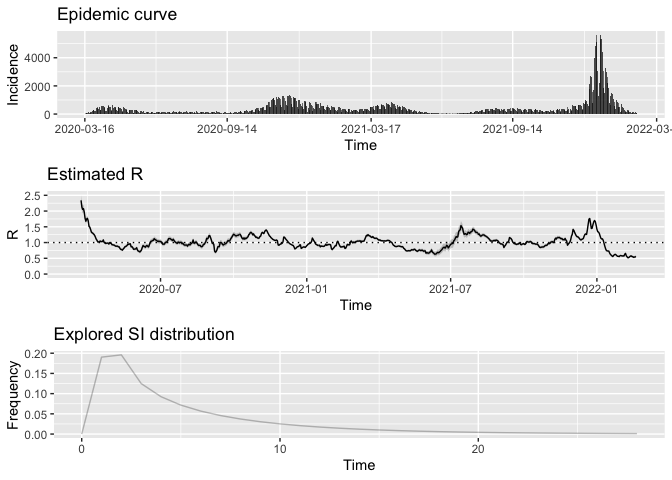 Epidemic curve
Incidence
4000
2000
0
2020-03-16 2020-09-14 2021-03-17 2021-09-14 2022-03-
Time
Estimated R
R
2.5
2.0
1.5
1.0
0.5
0.0
2020-07 2021-01 2021-07 2022-01
Time
Explored SI distribution
Frequency
0.20
0.15
0.10
0.05
0.00
0 10 20
Time